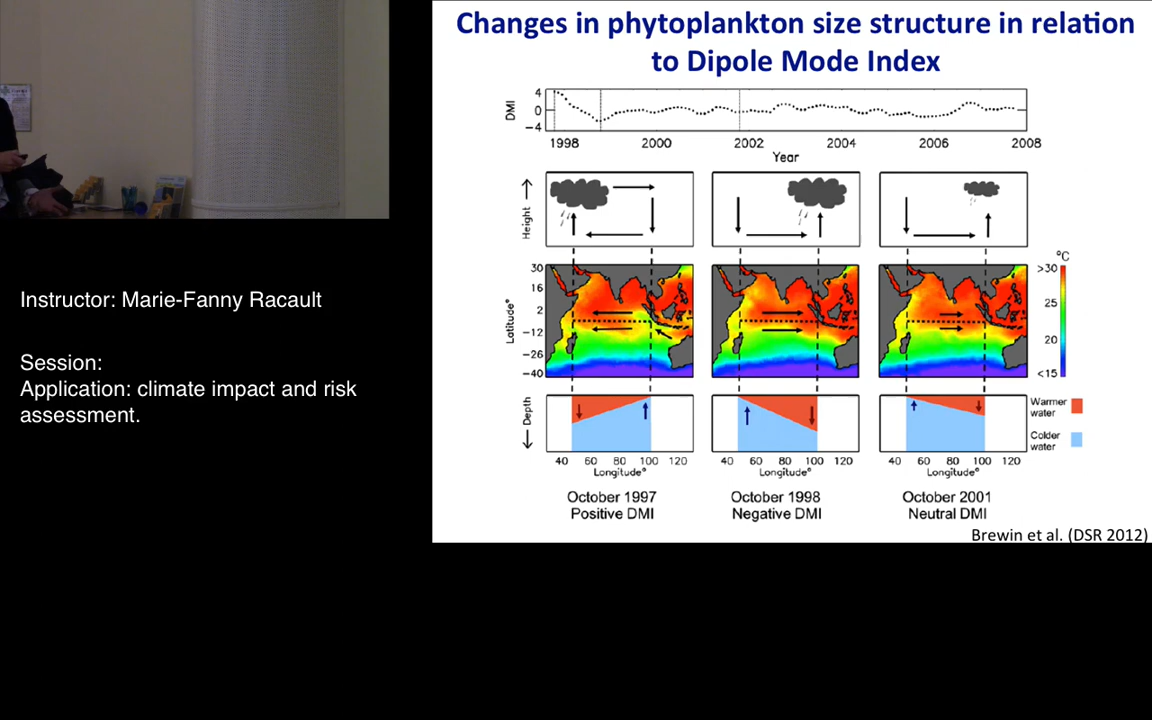 Changes in phytoplankton size structure in relation
to Dipole Mode Index
DMI
4
0
−4
1998 2000 2002 2004 2006 2008
Year
Height
30
16
2
−12
−26
−40
Latitude°
°C
>30
25
20
<15
Depth
Warmer
water
Colder
water
40 60 80 100 120
Longitude°
40 60 80 100 120
Longitude°
40 60 80 100 120
Longitude°
October 1997
Positive DMI
October 1998
Negative DMI
October 2001
Neutral DMI
Brewin et al. (DSR 2012)
Instructor: Marie-Fanny Racault
Session:
Application: climate impact and risk
assessment.